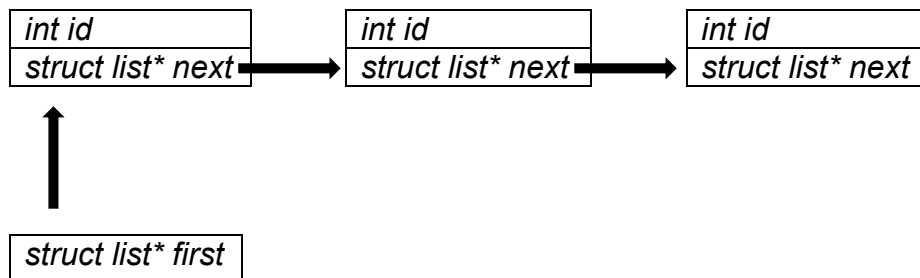 int id
struct list* next
int id
struct list* next
int id
struct list* next
struct list* first